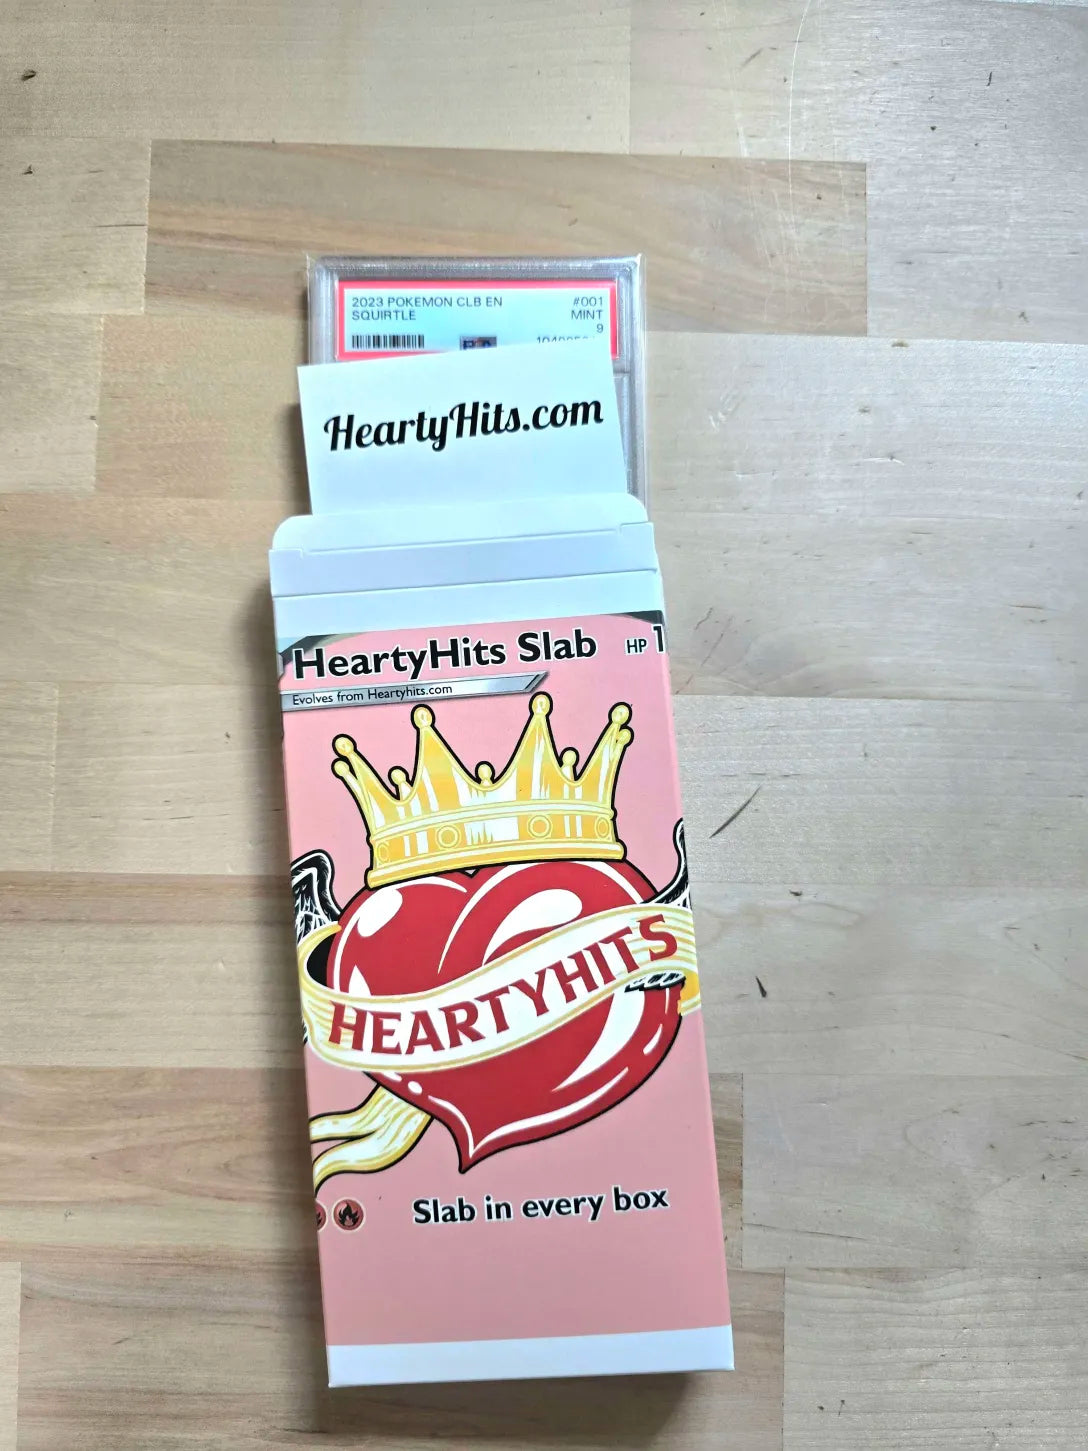 2023 POKEMON CLB EN #001
SQUIRTLE MINT
9
HeartyHits.com
HeartyHits Slab HP
Evolves from Heartyhits.com
HEARTYHITS
Slab in every box